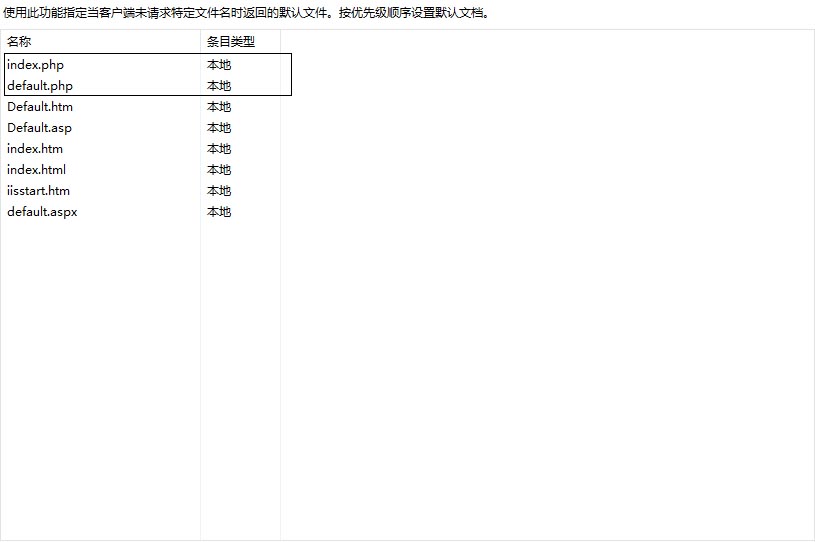 使用此功能指定当客户端未请求特定文件名时返回的默认文件。按优先级顺序设置默认文档。
名称 条目类型
index.php 本地
default.php 本地
Default.htm 本地
Default.asp 本地
index.htm 本地
index.html 本地
iisstart.htm 本地
default.aspx 本地